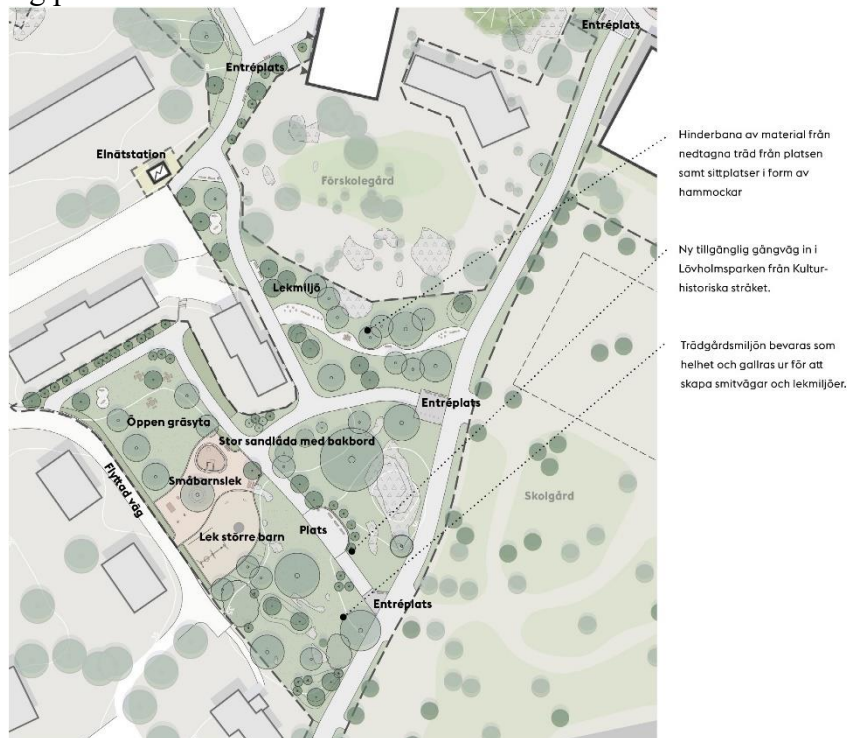 Entréplats
Entréplats
Elnätstation
Förskolegård
Hinderbana av material från
nedtagna träd från platsen
samt sittplatser i form av
hammockar
Ny tillgänglig gångväg in i
Lövholmsparken från Kultur-
historiska stråket.
Lekmiljö
Trädgårdsmiljön bevaras som
helhet och gallras ur för att
skapa smitvägar och lekmiljöer.
Entréplats
Öppen gräsyta
Stor sandlåda med bakbord
Småbarnslek
Flyttad väg
Skolgård
Lek större barn
Plats
Entréplats